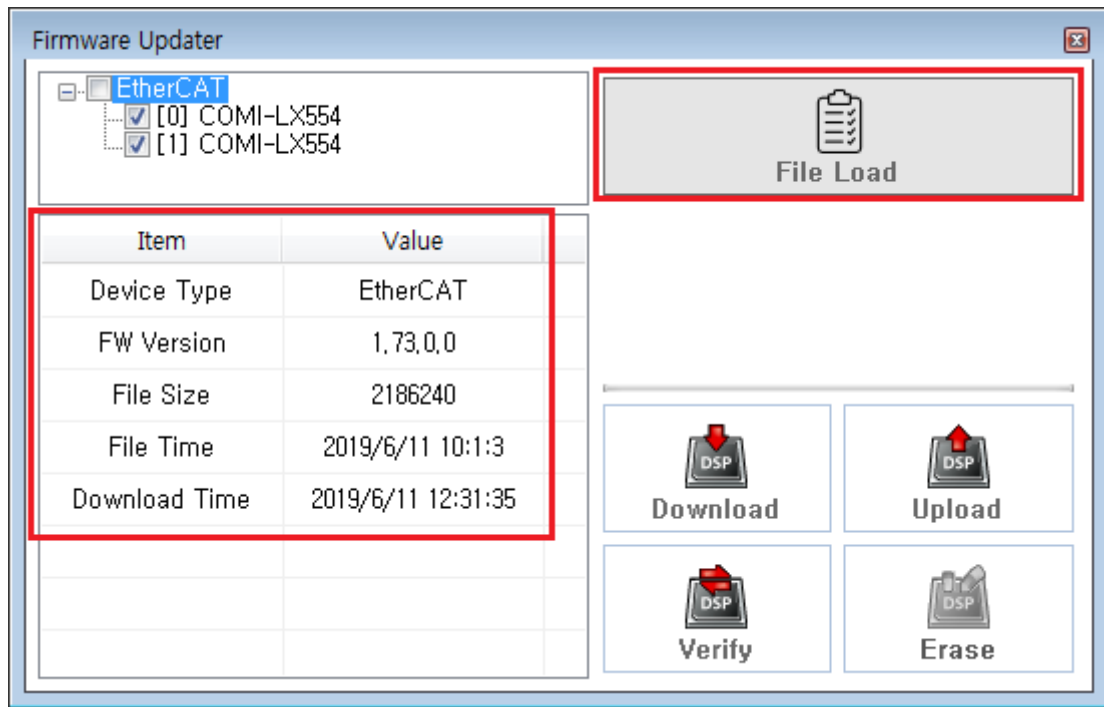 Firmware Updater
EtherCAT
[0] COMI-LX554
[1] COMI-LX554
File Load
Item Value
Device Type EtherCAT
FW Version 1,73,0,0
File Size 2186240
File Time 2019/6/11 10:1:3
Download Time 2019/6/11 12:31:35
DSP
Download
DSP
Upload
DSP
Verify
DSP
Erase